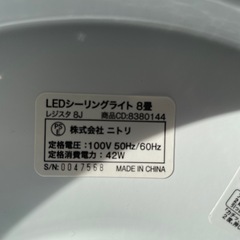 LEDシーリングライト 8畳
レジスタ 8J 商品CD:8380144
株式会社 ニトリ
定格電圧:100V 50Hz/60Hz
定格消費電力:42W
S/N:0047558
MADE IN CHINA